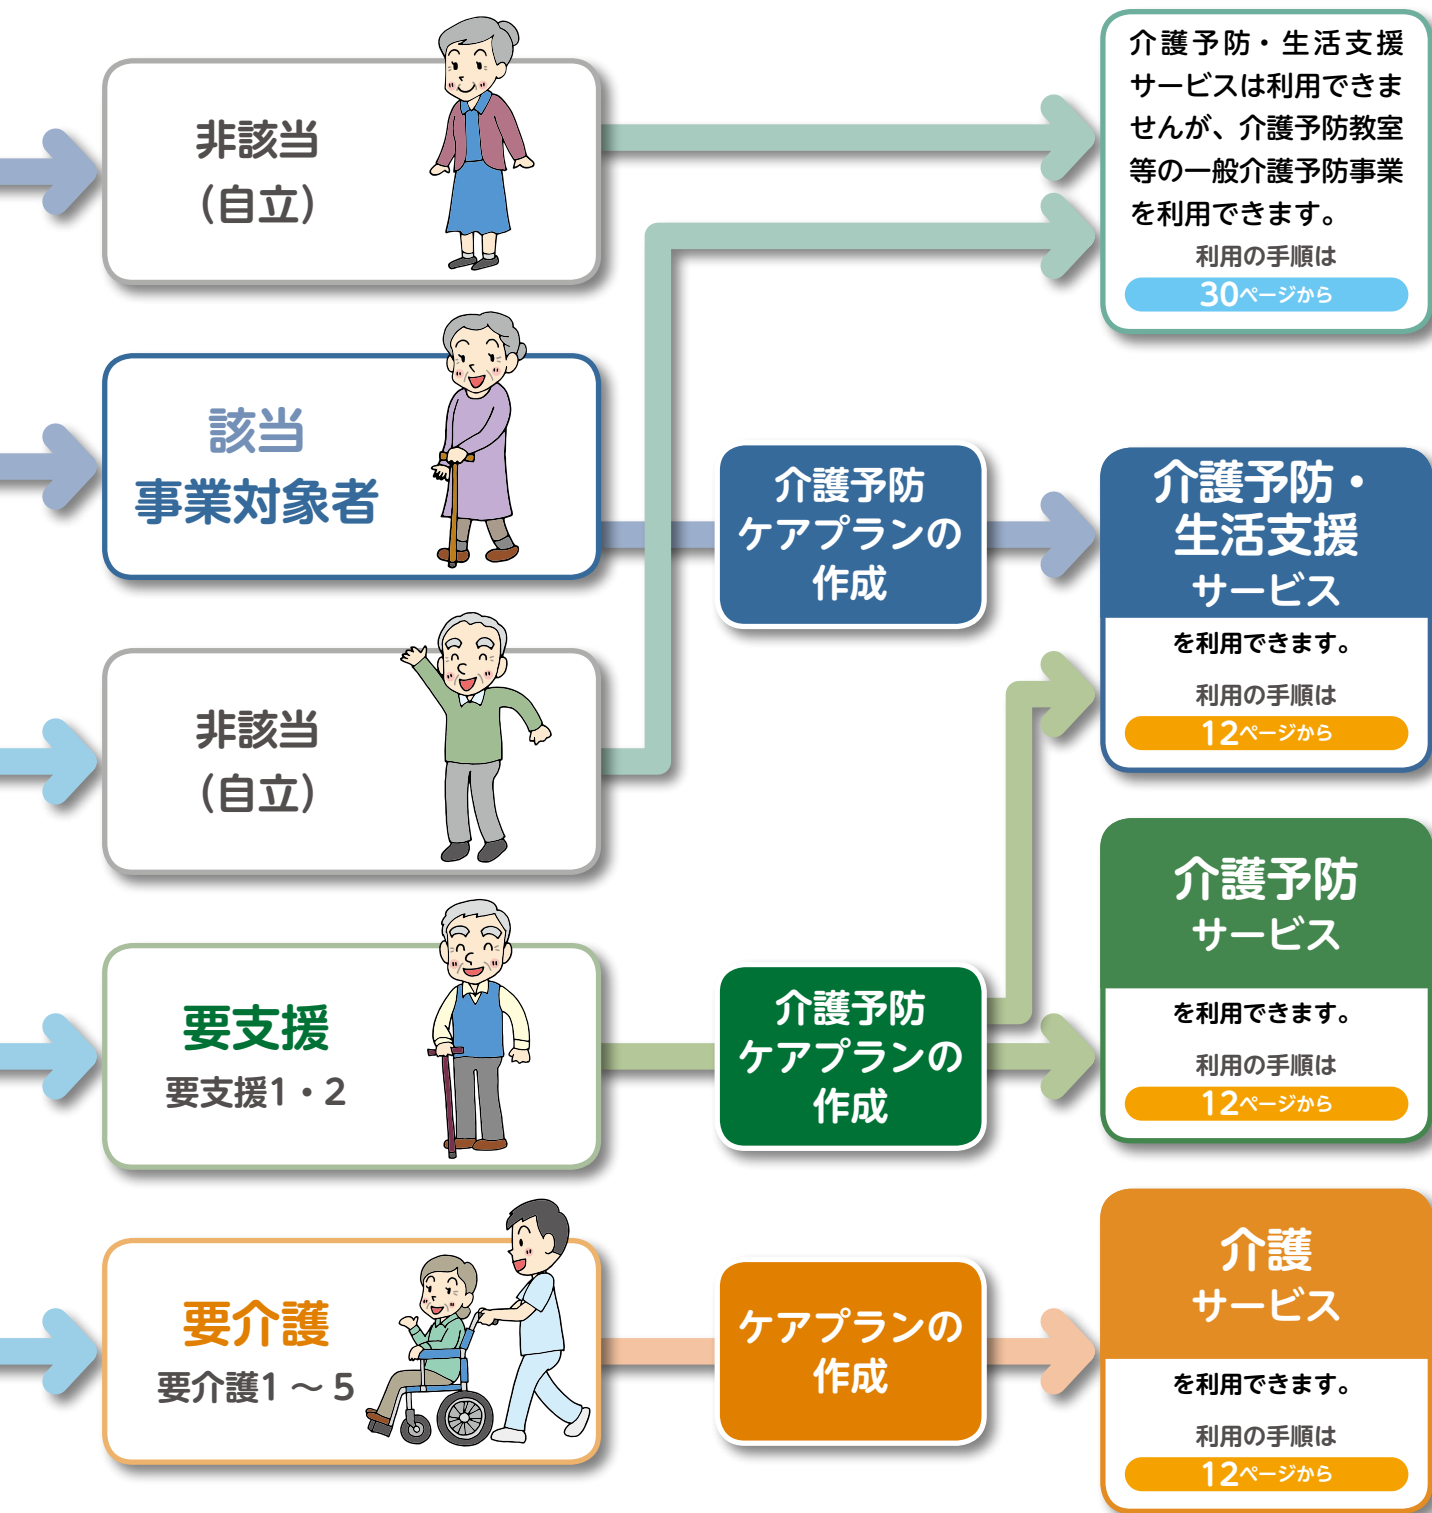 非該当
（自立）
介護予防・生活支援
サービスは利用できま
せんが、介護予防教室
等の一般介護予防事業
を利用できます。
利用の手順は
30ページから
該当
事業対象者
介護予防
ケアプランの
作成
介護予防・
生活支援
サービス
を利用できます。
利用の手順は
12ページから
非該当
（自立）
要支援
要支援1・2
介護予防
ケアプランの
作成
介護予防
サービス
を利用できます。
利用の手順は
12ページから
要介護
要介護1～5
ケアプランの
作成
介護
サービス
を利用できます。
利用の手順は
12ページから